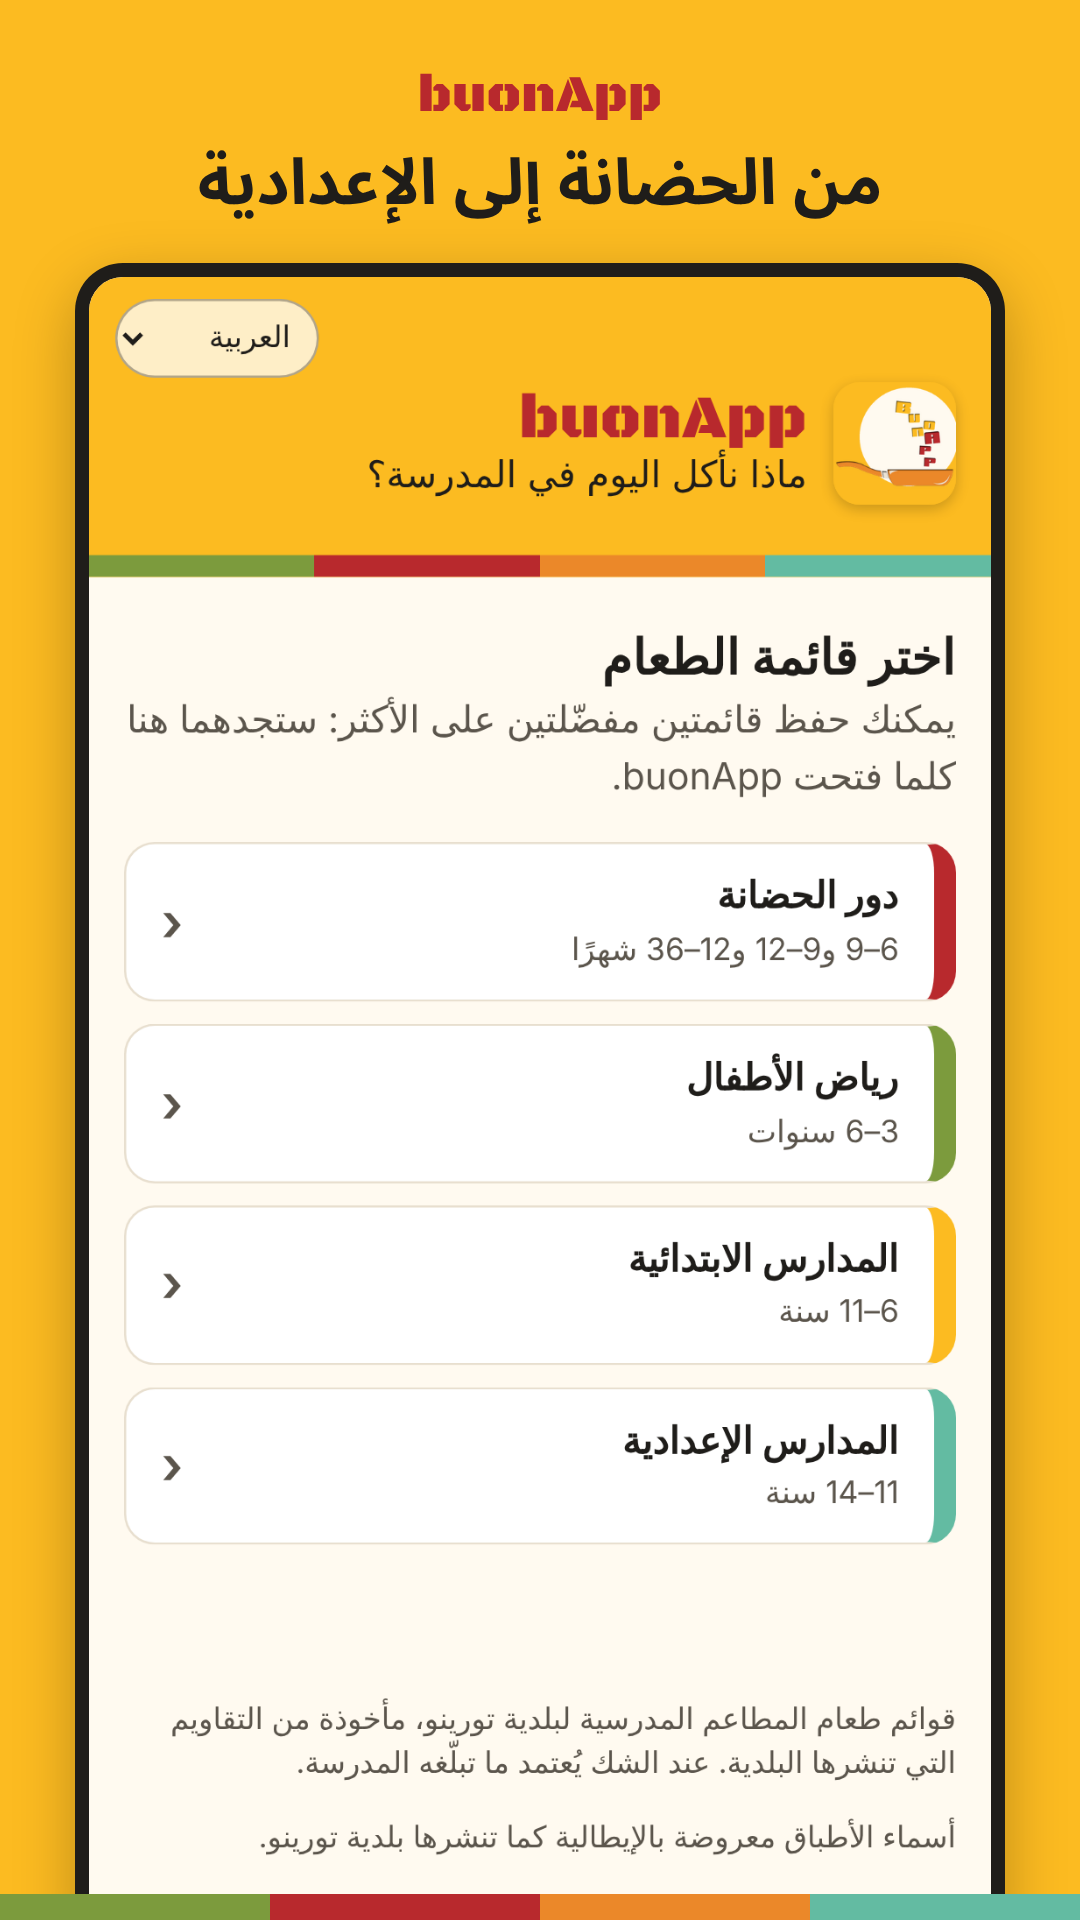 buonApp
من الحضانة إلى الإعدادية
العربية
buonApp
ماذا نأكل اليوم في المدرسة؟
اختر قائمة الطعام
يمكنك حفظ قائمتين مفضّلتين على الأكثر: ستجدهما هنا
كلما فتحت buonApp.
دور الحضانة
6–9 و9–12 و12–36 شهرًا
رياض الأطفال
3–6 سنوات
المدارس الابتدائية
6–11 سنة
المدارس الإعدادية
11–14 سنة
قوائم طعام المطاعم المدرسية لبلدية تورينو، مأخوذة من التقاويم
التي تنشرها البلدية. عند الشك يُعتمد ما تبلّغه المدرسة.
أسماء الأطباق معروضة بالإيطالية كما تنشرها بلدية تورينو.